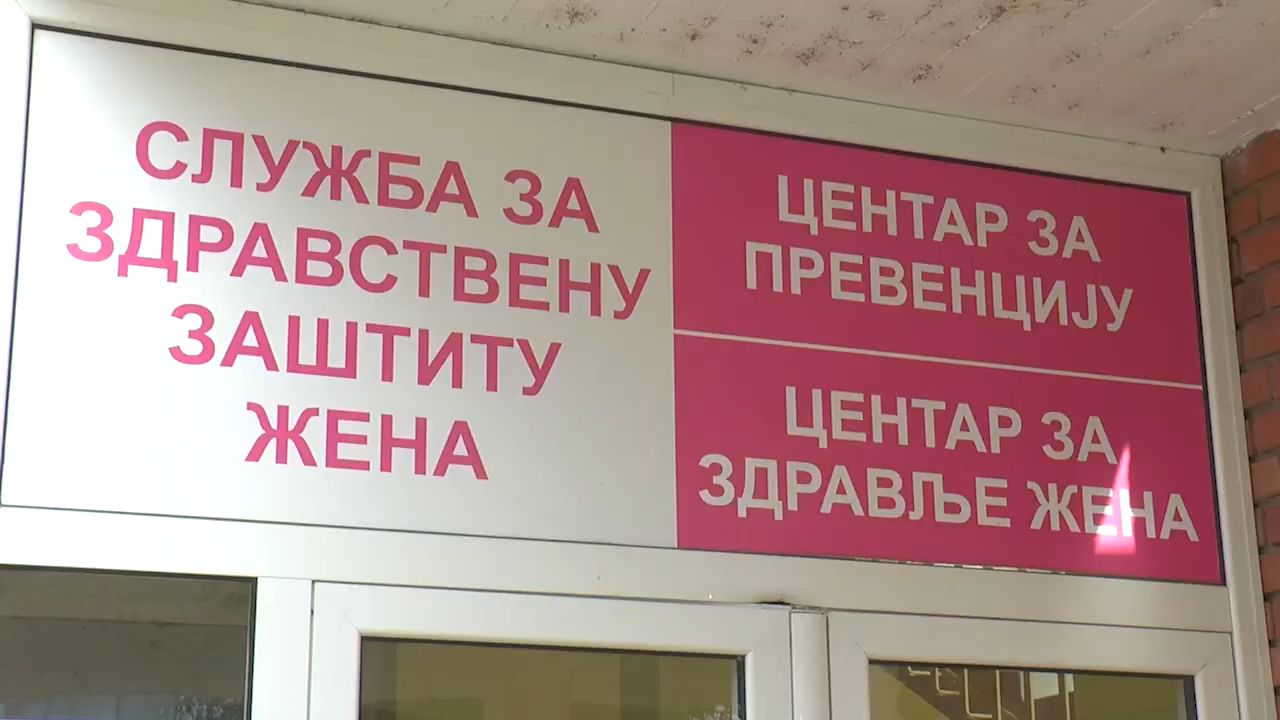 СЛУЖБА ЗА
ЗДРАВСТВЕНУ
ЗАШТИТУ
ЖЕНА
ЦЕНТАР ЗА
ПРЕВЕНЦИЈУ
ЦЕНТАР ЗА
ЗДРАВЉЕ ЖЕНА